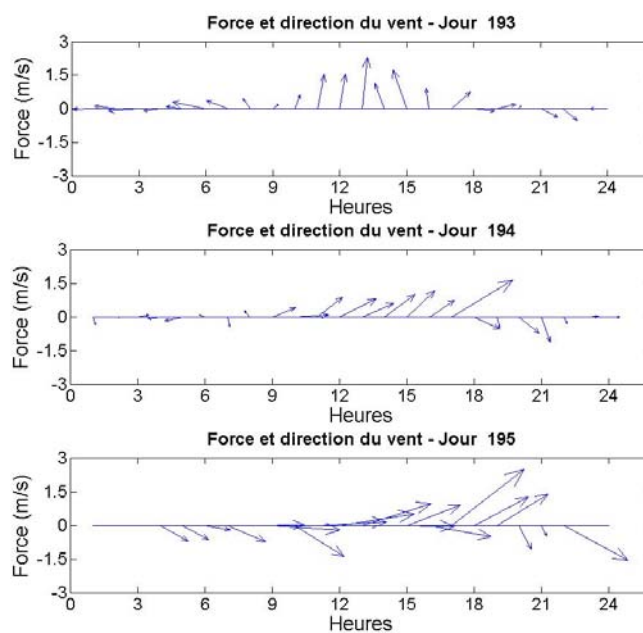 Force et direction du vent - Jour 193
3
1.5
0
-1.5
-3
Force (m/s)
0 3 6 9 12 15 18 21 24
Heures
Force et direction du vent - Jour 194
3
1.5
0
-1.5
-3
Force (m/s)
0 3 6 9 12 15 18 21 24
Heures
Force et direction du vent - Jour 195
3
1.5
0
-1.5
-3
Force (m/s)
0 3 6 9 12 15 18 21 24
Heures